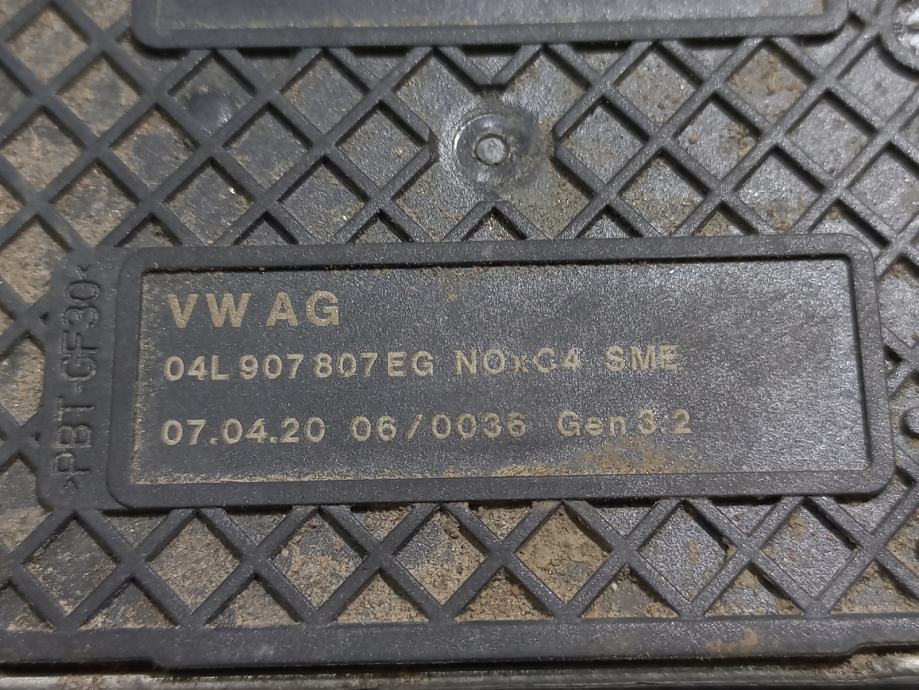 VW AG
04L 907 807 EG NOxC4 SME
07.04.20 06/0036 Gen3.2
>PBT-GF30<